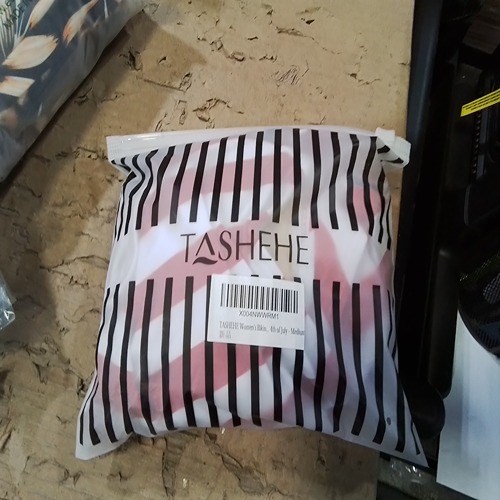 TASHEHE
X004NWWRM1
TASHEHE Women's Bikin... 4th of July - Medium